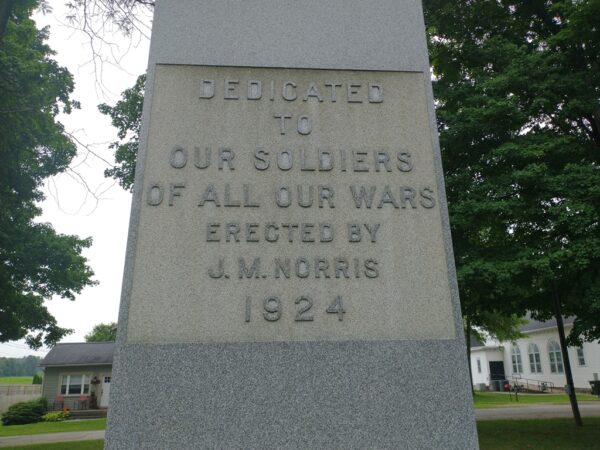 DEDICATED
TO
OUR SOLDIERS
OF ALL OUR WARS
ERECTED BY
J. M. NORRIS
1924